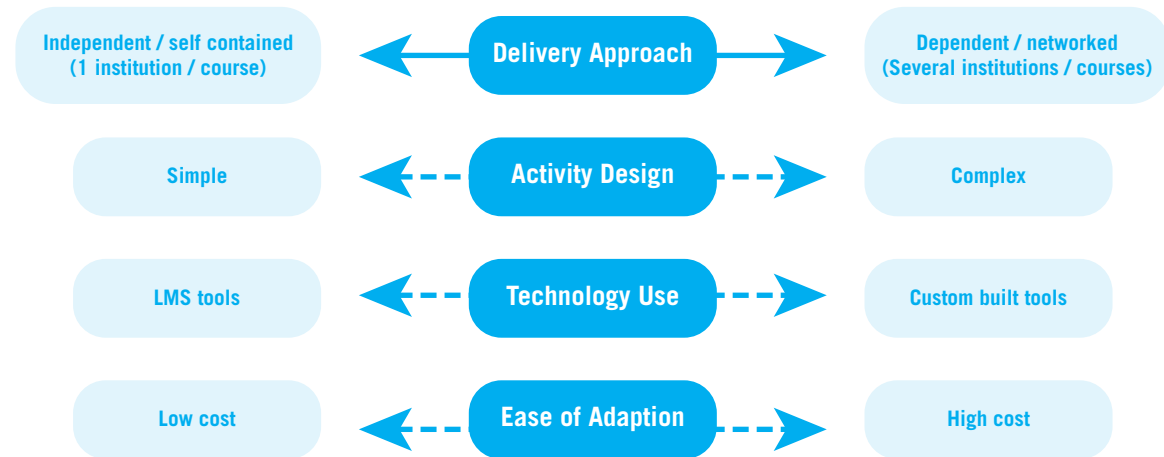 Independent / self contained
(1 institution / course)
Delivery Approach
Dependent / networked
(Several institutions / courses)
Simple
Activity Design
Complex
LMS tools
Technology Use
Custom built tools
Low cost
Ease of Adaption
High cost